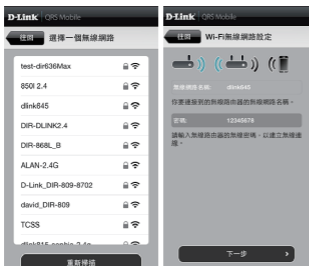 D-Link QRS Mobile
往回 選擇一個無線網路
test-dir636Max
850l 2.4
dlink645
DIR-DLINK2.4
DIR-868L_B
ALAN-2.4G
D-Link_DIR-809-8702
david_DIR-809
TCSS
重新掃描
D-Link QRS Mobile
往回 Wi-Fi無線網路設定
無線網路名稱: dlink645
你要連接到的無線路由器的無線網路名稱。
密碼: 12345678
請輸入無線路由器的無線密碼，以建立無線連
線。
下一步